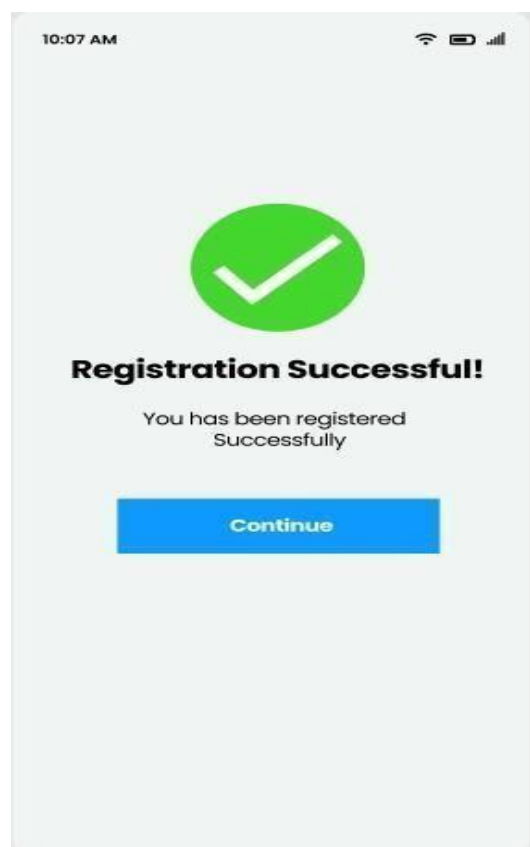 10:07 AM
Registration Successful!
You has been registered
Successfully
Continue